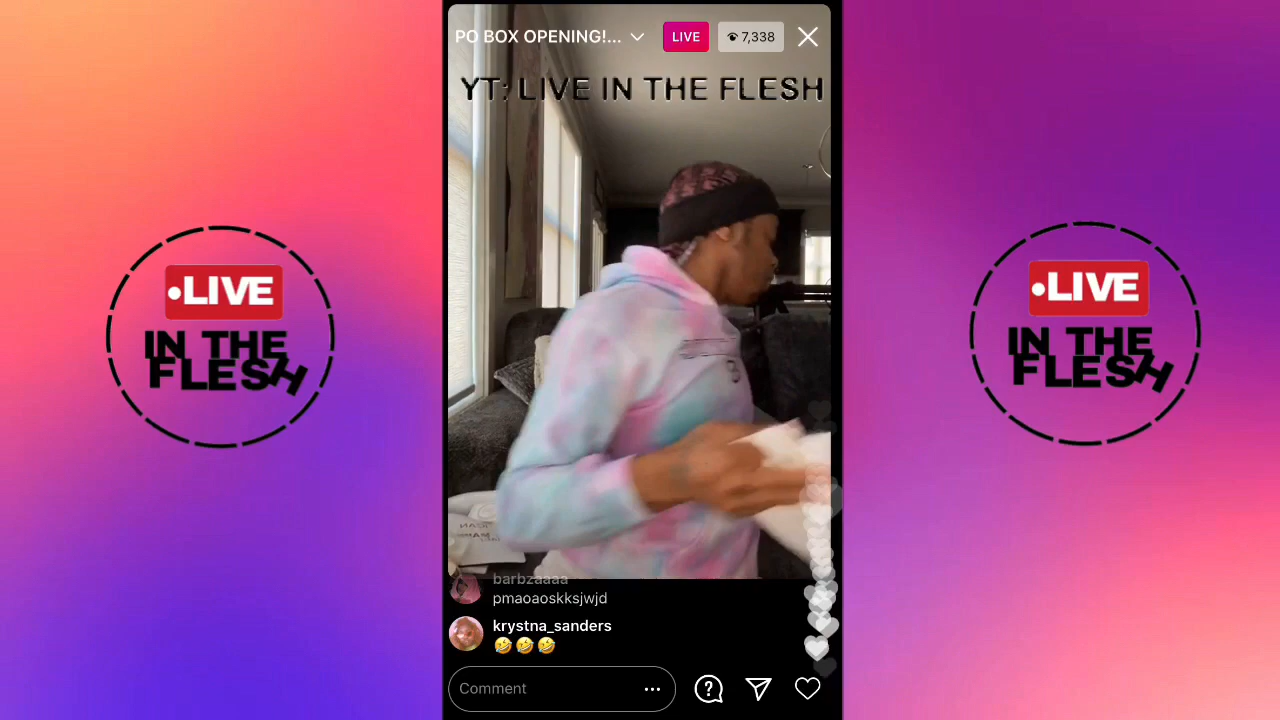 PO BOX OPENING!...
LIVE
7,338
YT: LIVE IN THE FLESH
LIVE
IN THE
FLESH
LIVE
IN THE
FLESH
barbzaaaa
pmaoaoskksjwjd
krystna_sanders
🤣🤣🤣
Comment